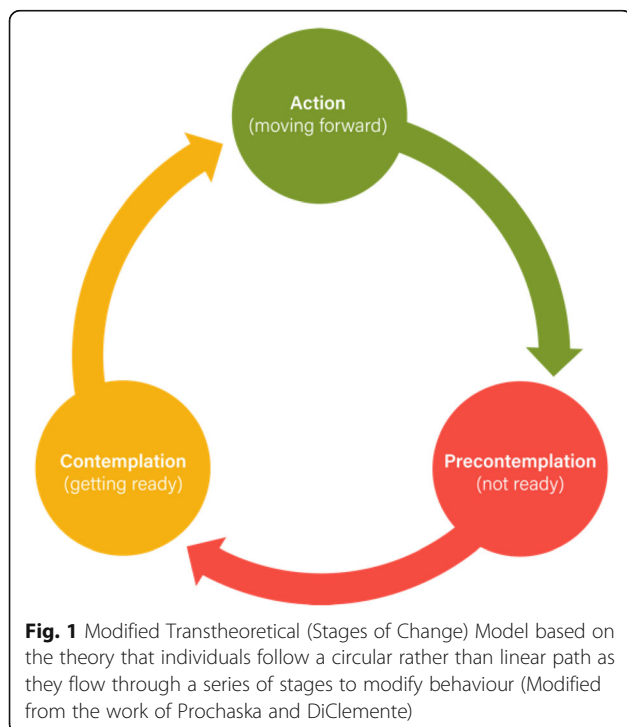 Action
(moving forward)
Contemplation
(getting ready)
Precontemplation
(not ready)
Fig. 1 Modified Transtheoretical (Stages of Change) Model based on
the theory that individuals follow a circular rather than linear path as
they flow through a series of stages to modify behaviour (Modified
from the work of Prochaska and DiClemente)